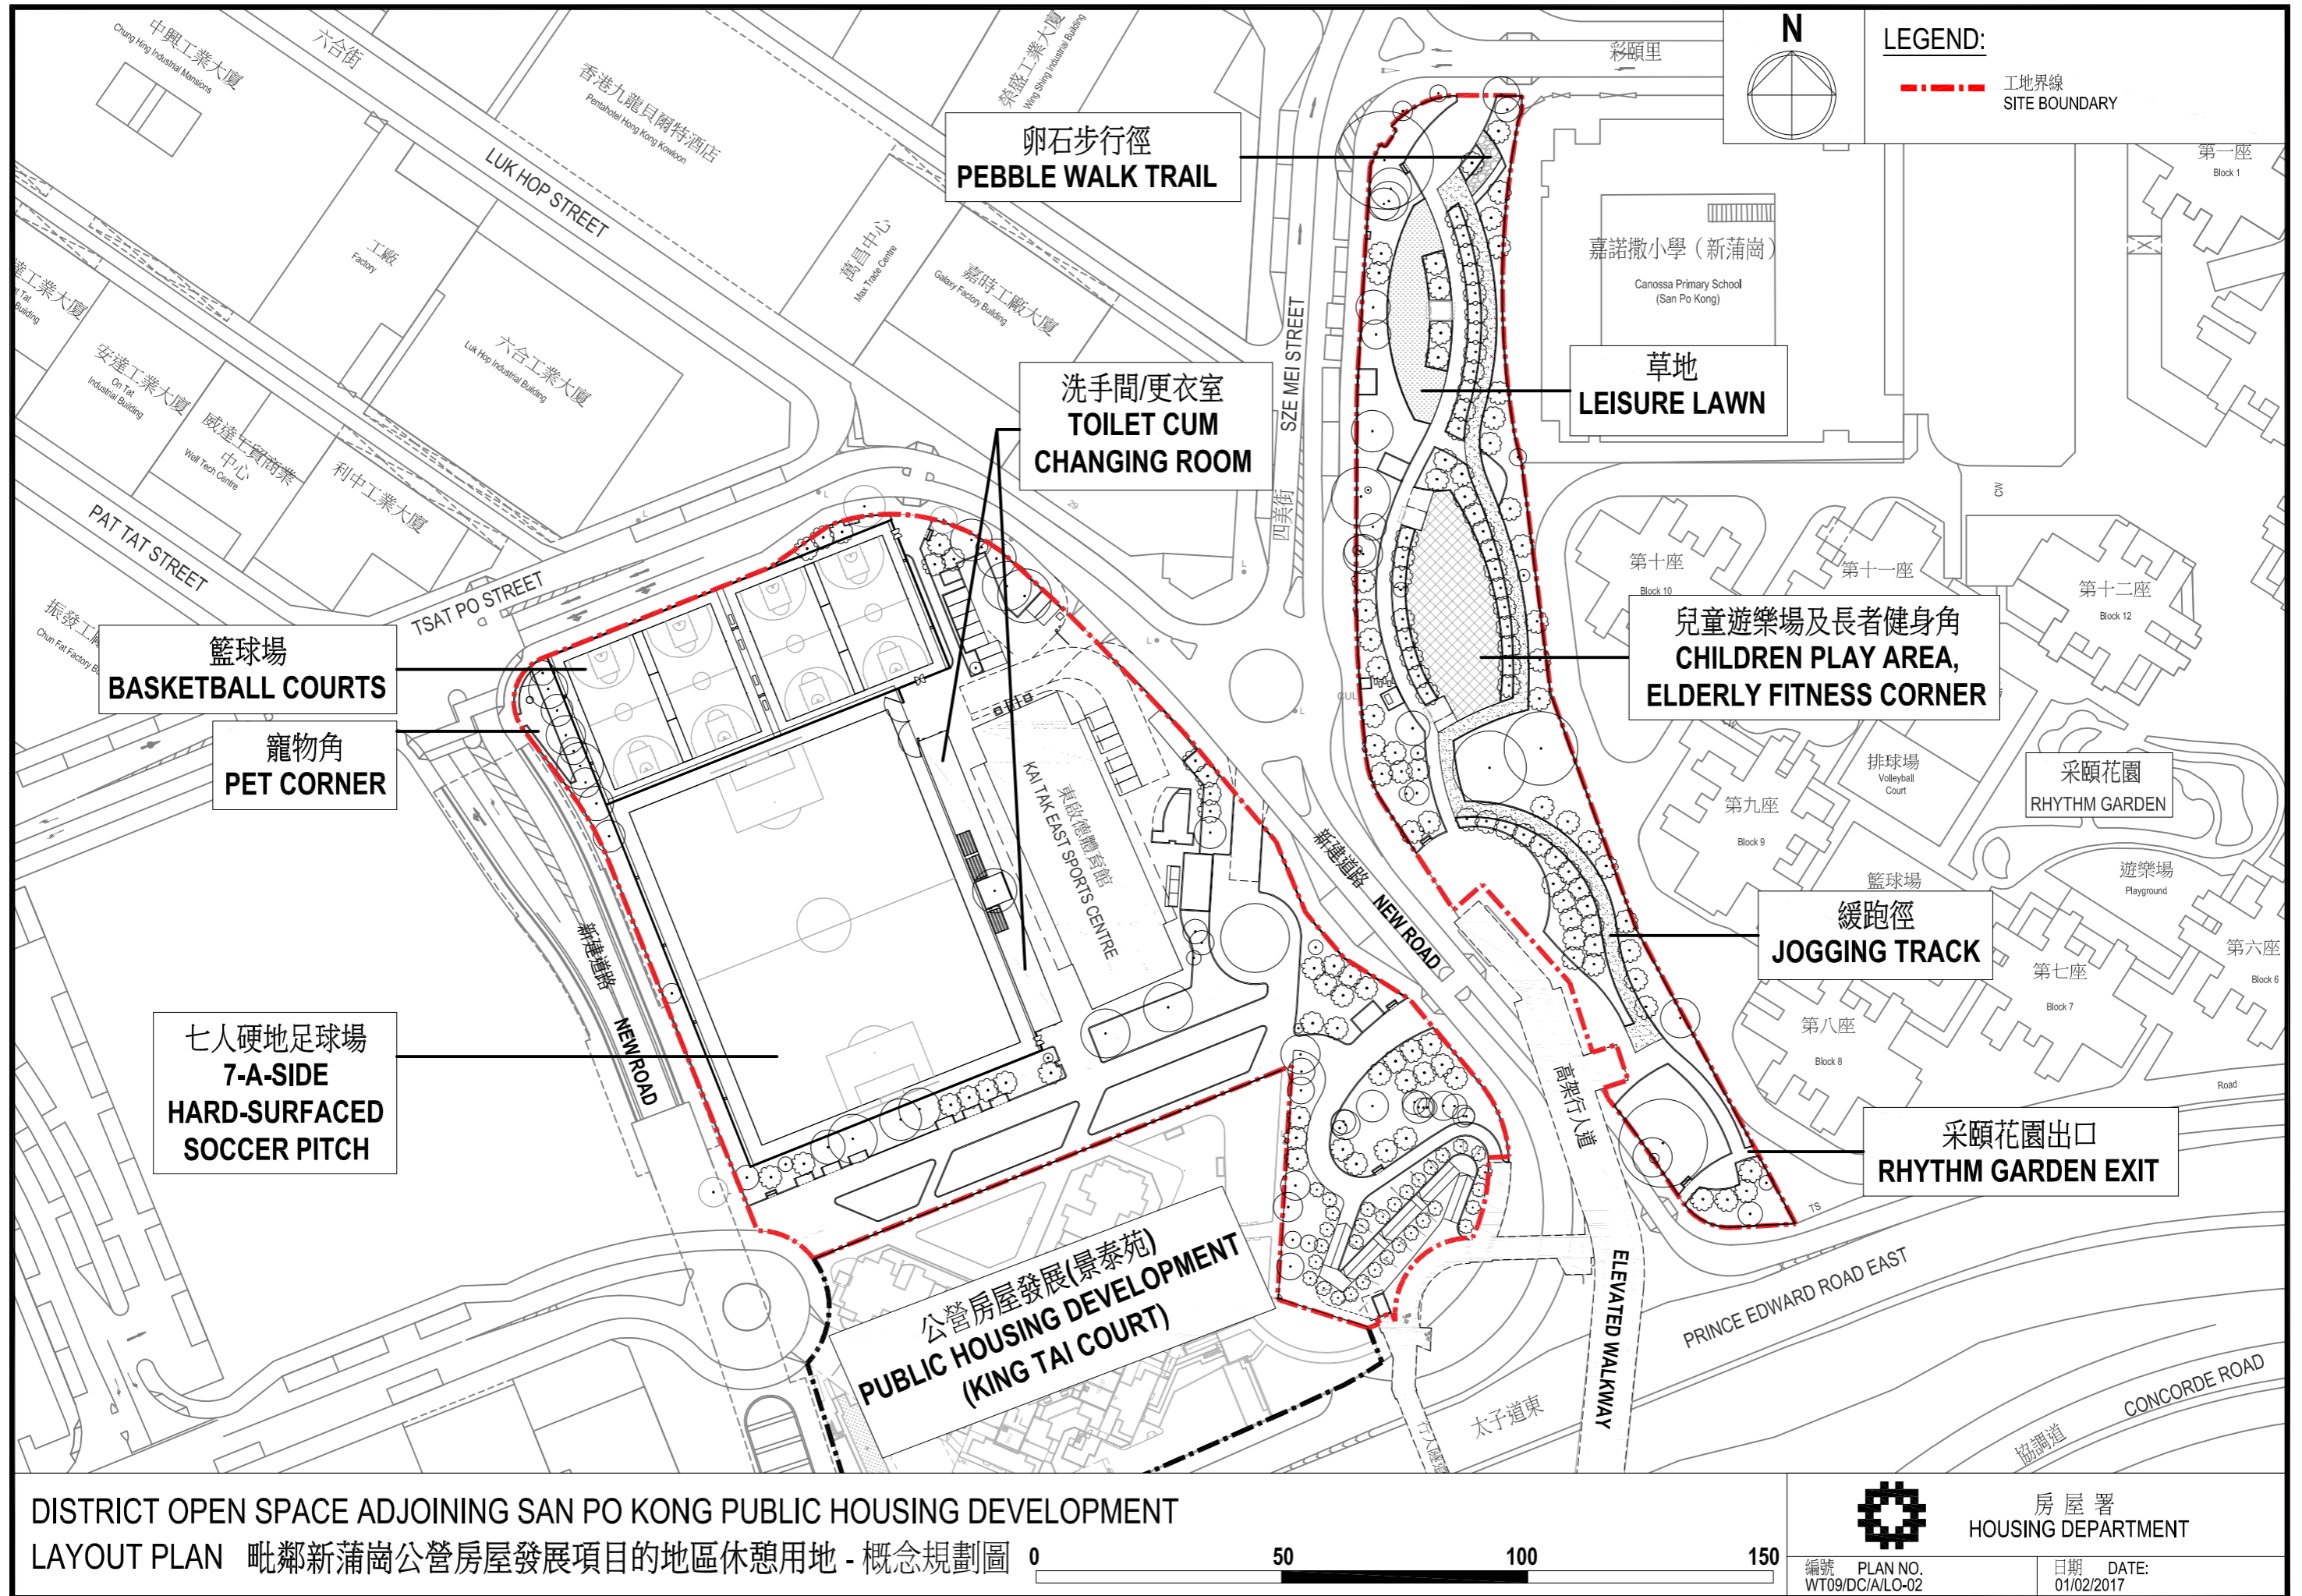 中興工業大廈
Chung Hing Industrial Mansions
六合街
香港九龍貝爾特酒店
Pentahotel Hong Kong Kowloon
榮盛工業大廈
Wing Shing Industrial Building
彩頤里
N
LEGEND:
工地界線
SITE BOUNDARY
卵石步行徑
PEBBLE WALK TRAIL
第一座
Block 1
LUK HOP STREET
工廠
Factory
萬昌中心
Max Trade Centre
嘉時工廠大廈
Galaxy Factory Building
嘉諾撒小學（新蒲崗）
Canossa Primary School
(San Po Kong)
達工業大廈
Building
安達工業大廈
On Tat
Industrial Building
六合工業大廈
Luk Hop Industrial Building
威達工貿商業
中心
Well Tech Centre
利中工業大廈
洗手間/更衣室
TOILET CUM
CHANGING ROOM
SZE MEI STREET
四美街
草地
LEISURE LAWN
PAT TAT STREET
29
CW
第十座
Block 10
第十一座
第十二座
Block 12
TSAT PO STREET
振發工廠
Chun Fat Factory B
籃球場
BASKETBALL COURTS
兒童遊樂場及長者健身角
CHILDREN PLAY AREA,
ELDERLY FITNESS CORNER
寵物角
PET CORNER
東啟德體育館
KAI TAK EAST SPORTS CENTRE
排球場
Volleyball
Court
采頤花園
RHYTHM GARDEN
第九座
Block 9
新建道路
NEW ROAD
籃球場
遊樂場
Playground
緩跑徑
JOGGING TRACK
第六座
Block 6
第七座
Block 7
第八座
Block 8
新建道路
NEW ROAD
七人硬地足球場
7-A-SIDE
HARD-SURFACED
SOCCER PITCH
高架行人道
Road
采頤花園出口
RHYTHM GARDEN EXIT
TS
公營房屋發展(景泰苑)
PUBLIC HOUSING DEVELOPMENT
(KING TAI COURT)
ELEVATED WALKWAY
PRINCE EDWARD ROAD EAST
太子道東
行人隧道
CONCORDE ROAD
協調道
DISTRICT OPEN SPACE ADJOINING SAN PO KONG PUBLIC HOUSING DEVELOPMENT
LAYOUT PLAN 毗鄰新蒲崗公營房屋發展項目的地區休憩用地 - 概念規劃圖
0 50 100 150
房屋署
HOUSING DEPARTMENT
編號 PLAN NO.
WT09/DC/A/LO-02
日期 DATE:
01/02/2017